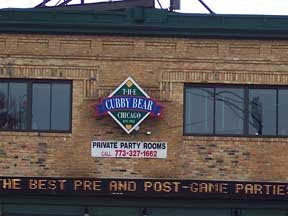 THE
CUBBY BEAR
CHICAGO
PRIVATE PARTY ROOMS
CALL 773-327-1662
THE BEST PRE AND POST-GAME PARTIES